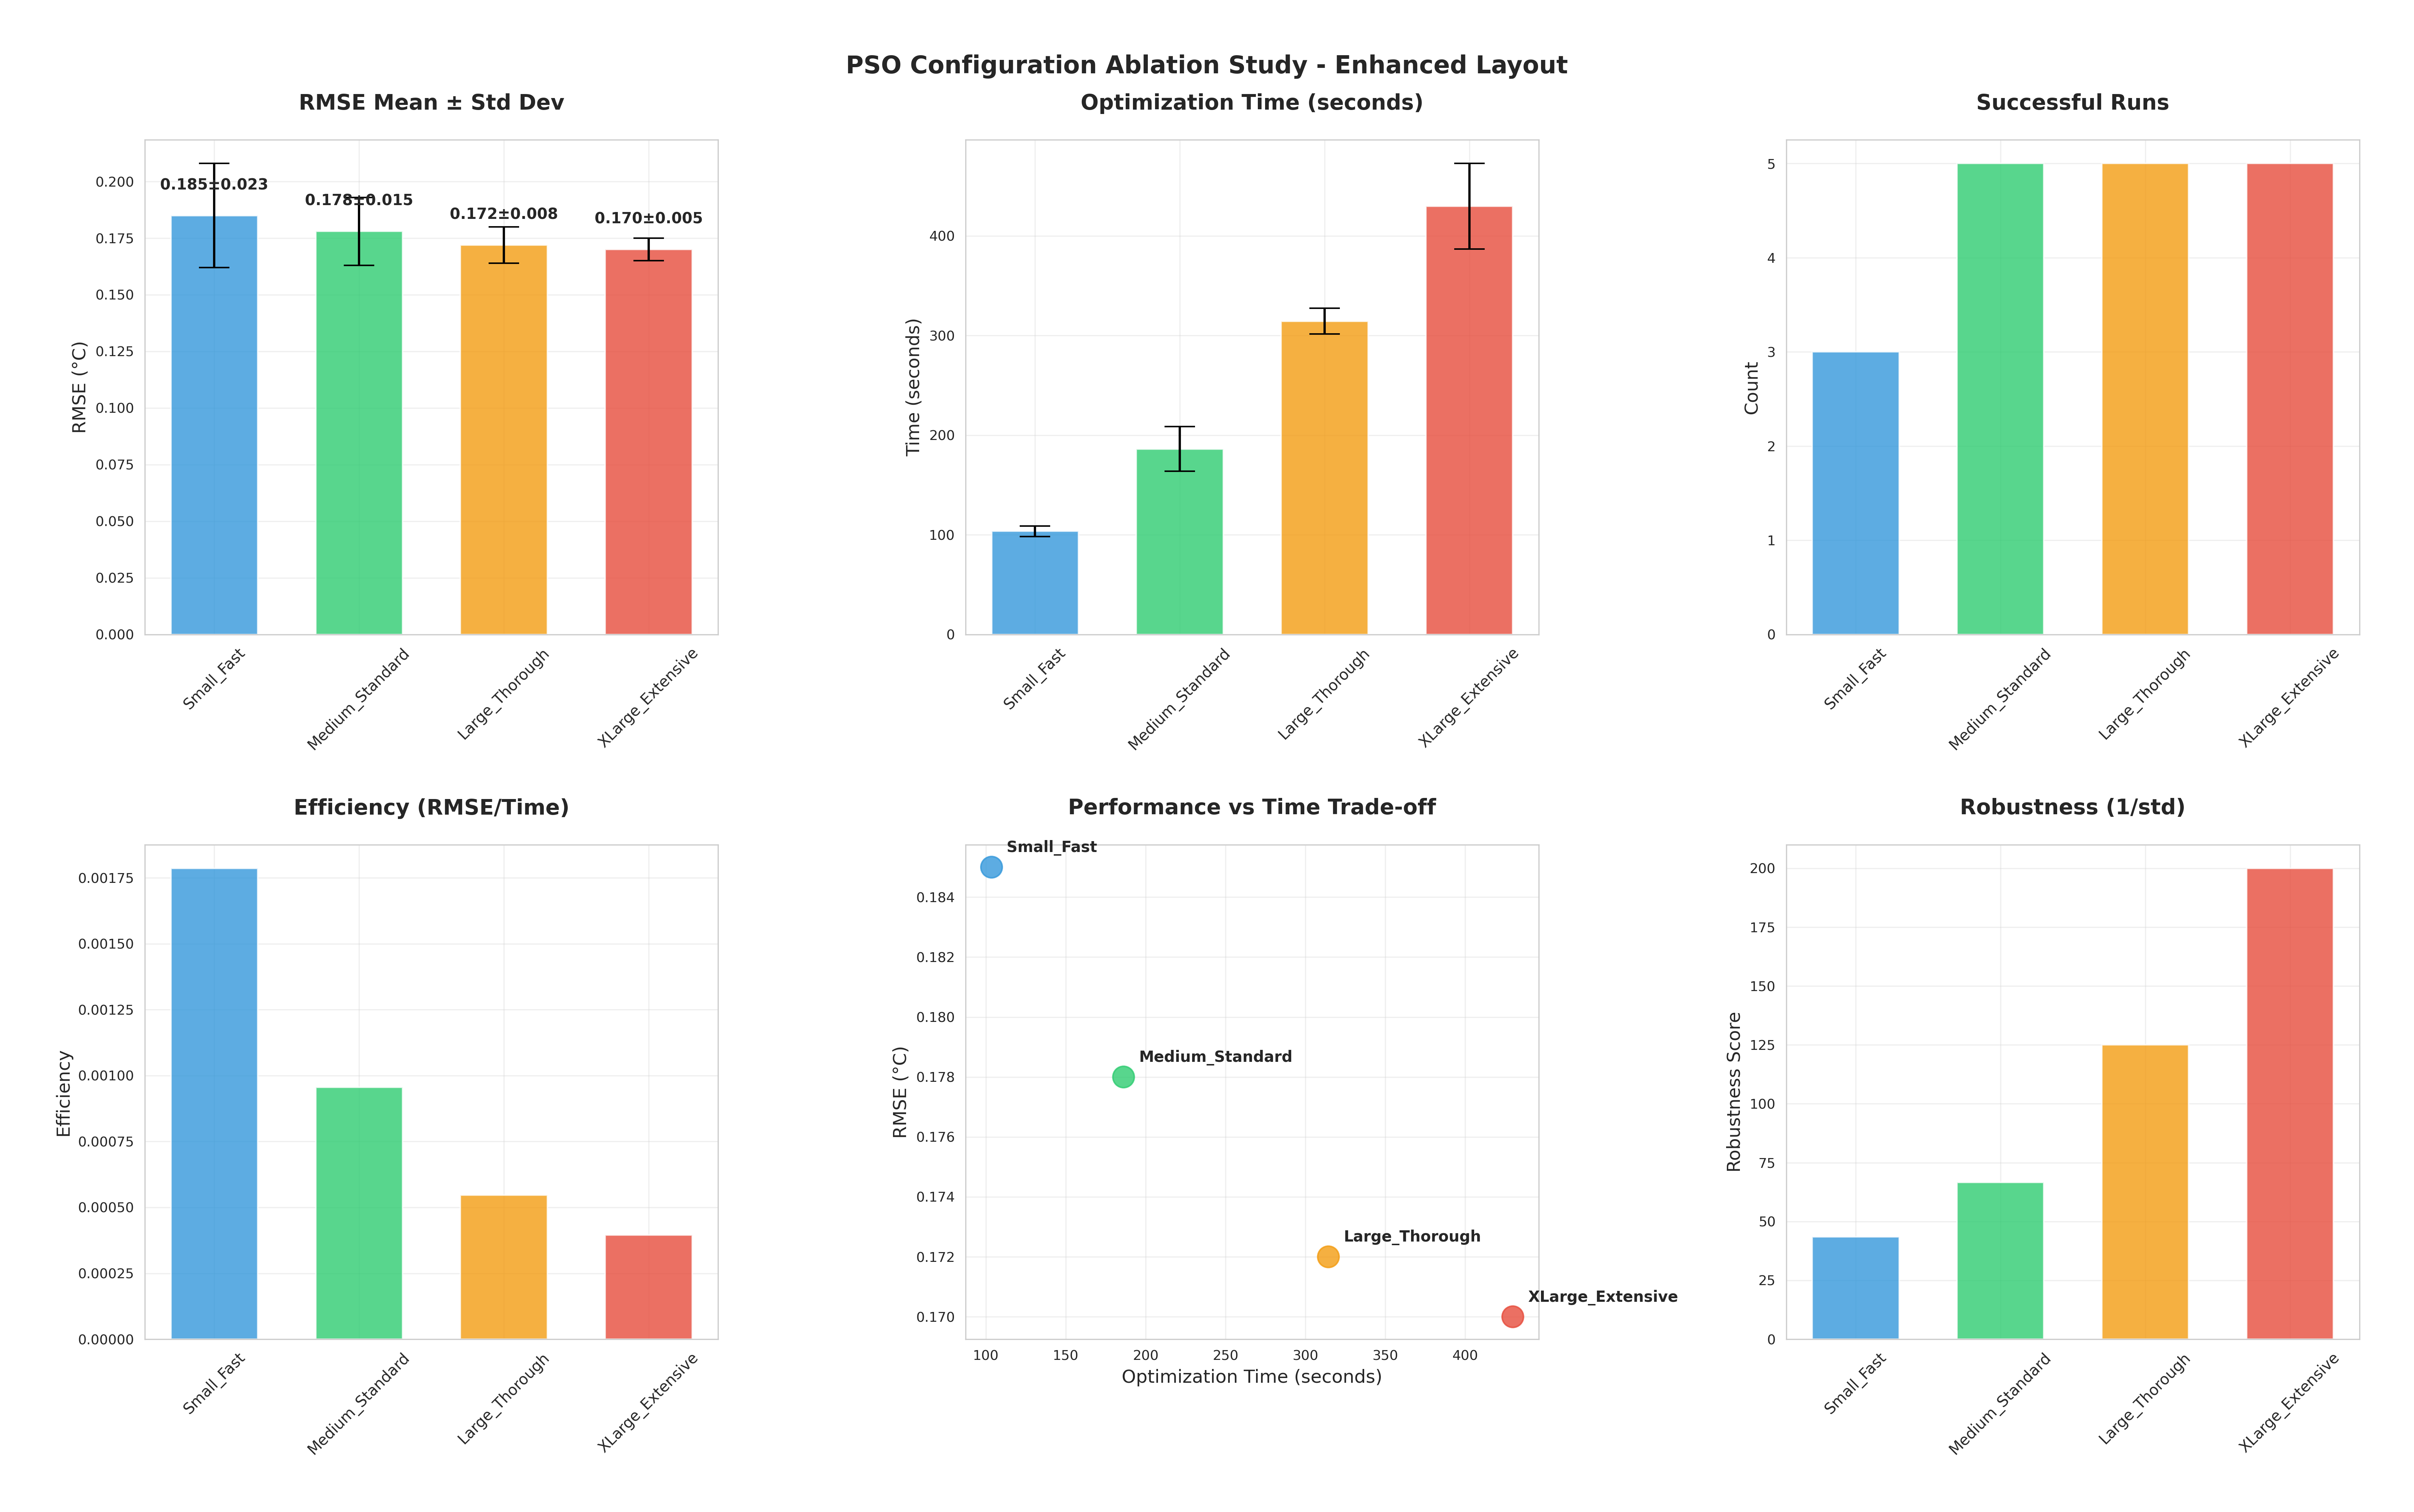 PSO Configuration Ablation Study - Enhanced Layout
RMSE Mean ± Std Dev
RMSE (°C)
0.200
0.175
0.150
0.125
0.100
0.075
0.050
0.025
0.000
0.185±0.023
0.178±0.015
0.172±0.008
0.170±0.005
Small_Fast
Medium_Standard
Large_Thorough
XLarge_Extensive
Optimization Time (seconds)
Time (seconds)
400
300
200
100
0
Small_Fast
Medium_Standard
Large_Thorough
XLarge_Extensive
Successful Runs
Count
5
4
3
2
1
0
Small_Fast
Medium_Standard
Large_Thorough
XLarge_Extensive
Efficiency (RMSE/Time)
Efficiency
0.00175
0.00150
0.00125
0.00100
0.00075
0.00050
0.00025
0.00000
Small_Fast
Medium_Standard
Large_Thorough
XLarge_Extensive
Performance vs Time Trade-off
RMSE (°C)
0.184
0.182
0.180
0.178
0.176
0.174
0.172
0.170
Small_Fast
Medium_Standard
Large_Thorough
XLarge_Extensive
100 150 200 250 300 350 400
Optimization Time (seconds)
Robustness (1/std)
Robustness Score
200
175
150
125
100
75
50
25
0
Small_Fast
Medium_Standard
Large_Thorough
XLarge_Extensive